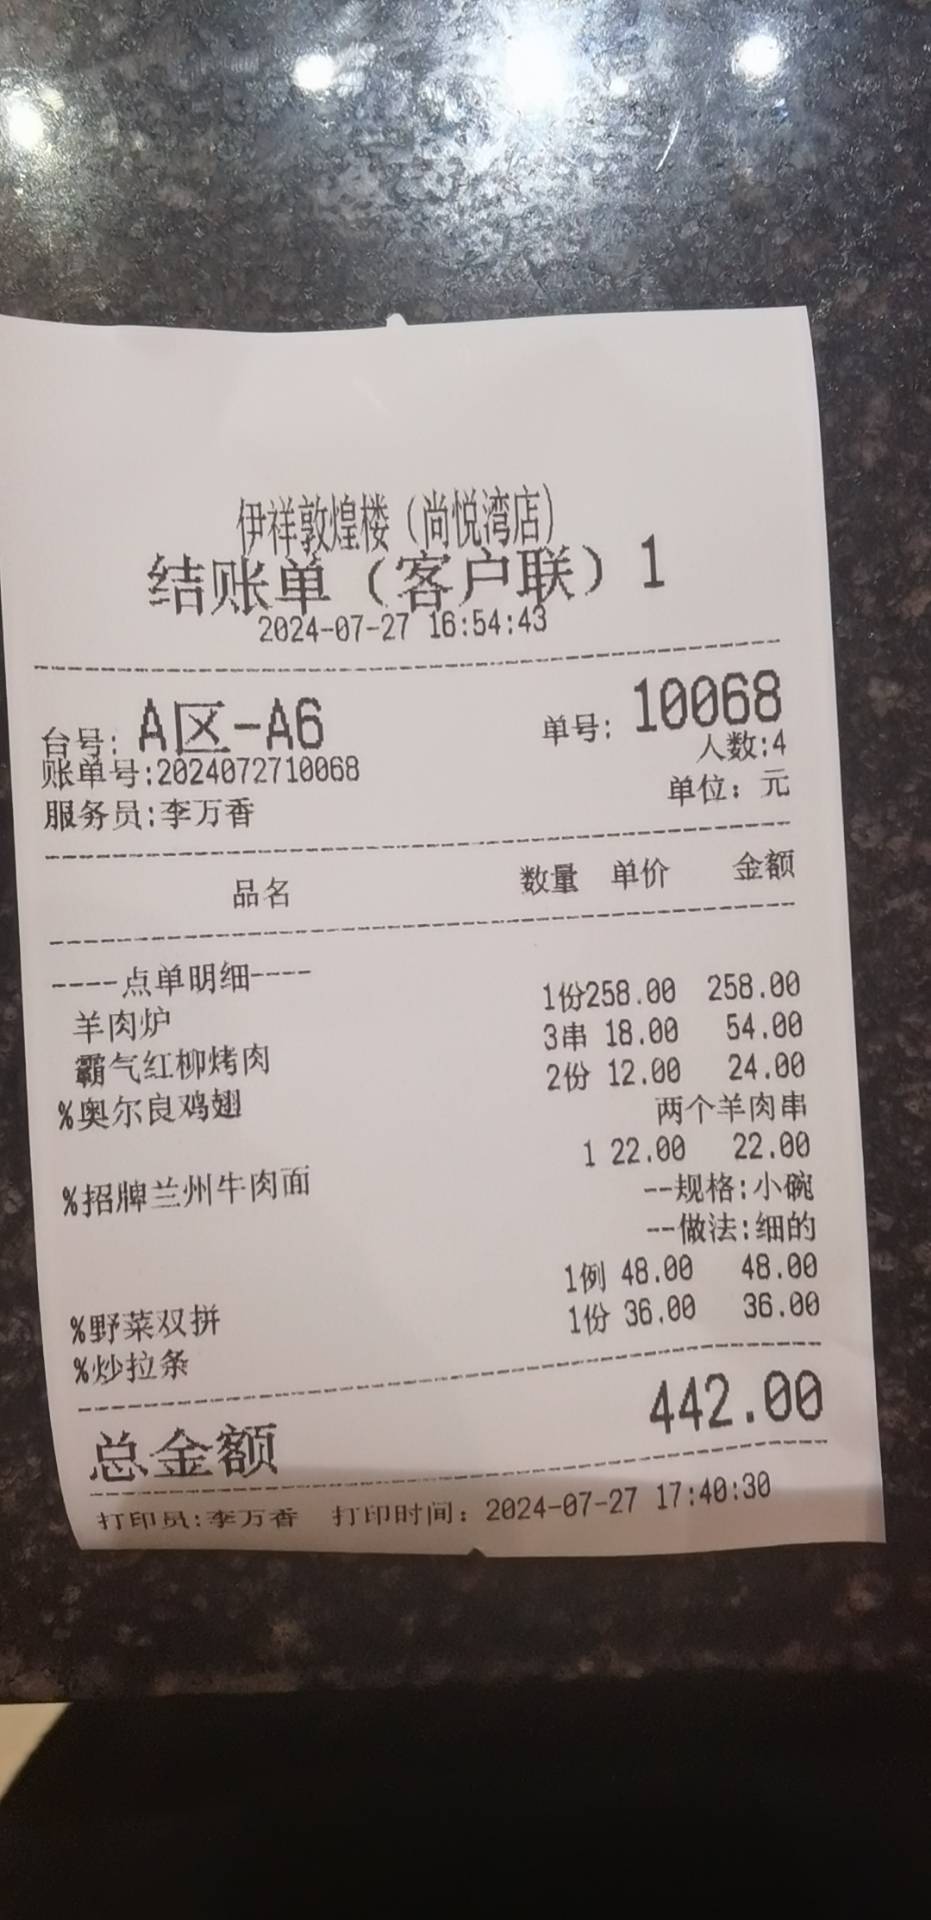 伊祥敦煌楼（尚悦湾店）
结账单（客户联）1
2024-07-27 16:54:43
台号: A区-A6 单号: 10068
人数:4
账单号:2024072710068
单位: 元
服务员:李万香
品名 数量 单价 金额
----点单明细----
羊肉炉 1份258.00 258.00
霸气红柳烤肉 3串 18.00 54.00
%奥尔良鸡翅 2份 12.00 24.00
两个羊肉串
%招牌兰州牛肉面 1 22.00 22.00
--规格:小碗
--做法:细的
%野菜双拼 1例 48.00 48.00
%炒拉条 1份 36.00 36.00
总金额 442.00
打印员:李万香 打印时间: 2024-07-27 17:40:30